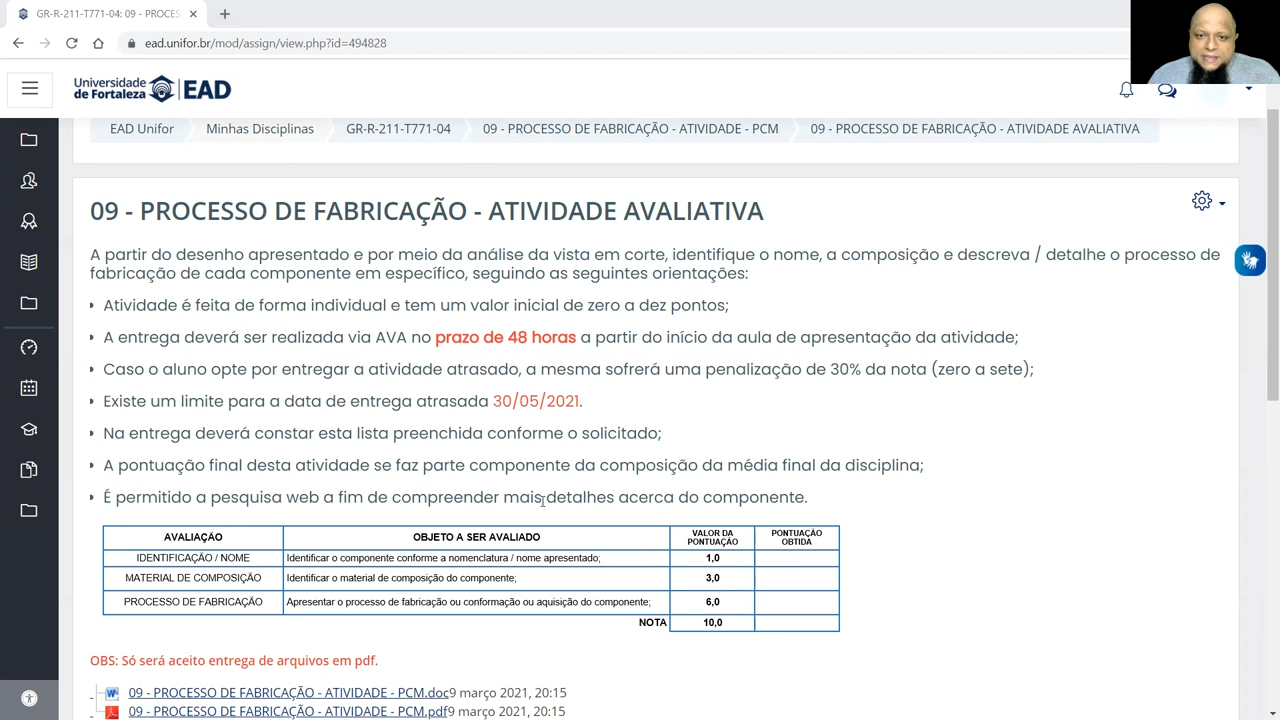 GR-R-211-T771-04: 09 - PROCES
ead.unifor.br/mod/assign/view.php?id=494828
Universidade
de Fortaleza EAD
EAD Unifor Minhas Disciplinas GR-R-211-T771-04 09 - PROCESSO DE FABRICAÇÃO - ATIVIDADE - PCM 09 - PROCESSO DE FABRICAÇÃO - ATIVIDADE AVALIATIVA
09 - PROCESSO DE FABRICAÇÃO - ATIVIDADE AVALIATIVA
A partir do desenho apresentado e por meio da análise da vista em corte, identifique o nome, a composição e descreva / detalhe o processo de
fabricação de cada componente em específico, seguindo as seguintes orientações:
Atividade é feita de forma individual e tem um valor inicial de zero a dez pontos;
A entrega deverá ser realizada via AVA no prazo de 48 horas a partir do início da aula de apresentação da atividade;
Caso o aluno opte por entregar a atividade atrasado, a mesma sofrerá uma penalização de 30% da nota (zero a sete);
Existe um limite para a data de entrega atrasada 30/05/2021.
Na entrega deverá constar esta lista preenchida conforme o solicitado;
A pontuação final desta atividade se faz parte componente da composição da média final da disciplina;
É permitido a pesquisa web a fim de compreender mais detalhes acerca do componente.
AVALIAÇÃO OBJETO A SER AVALIADO VALOR DA PONTUAÇÃO PONTUAÇÃO OBTIDA
IDENTIFICAÇÃO / NOME Identificar o componente conforme a nomenclatura / nome apresentado; 1,0
MATERIAL DE COMPOSIÇÃO Identificar o material de composição do componente; 3,0
PROCESSO DE FABRICAÇÃO Apresentar o processo de fabricação ou conformação ou aquisição do componente; 6,0
NOTA 10,0
OBS: Só será aceito entrega de arquivos em pdf.
09 - PROCESSO DE FABRICAÇÃO - ATIVIDADE - PCM.doc 9 março 2021, 20:15
09 - PROCESSO DE FABRICAÇÃO - ATIVIDADE - PCM.pdf 9 março 2021, 20:15